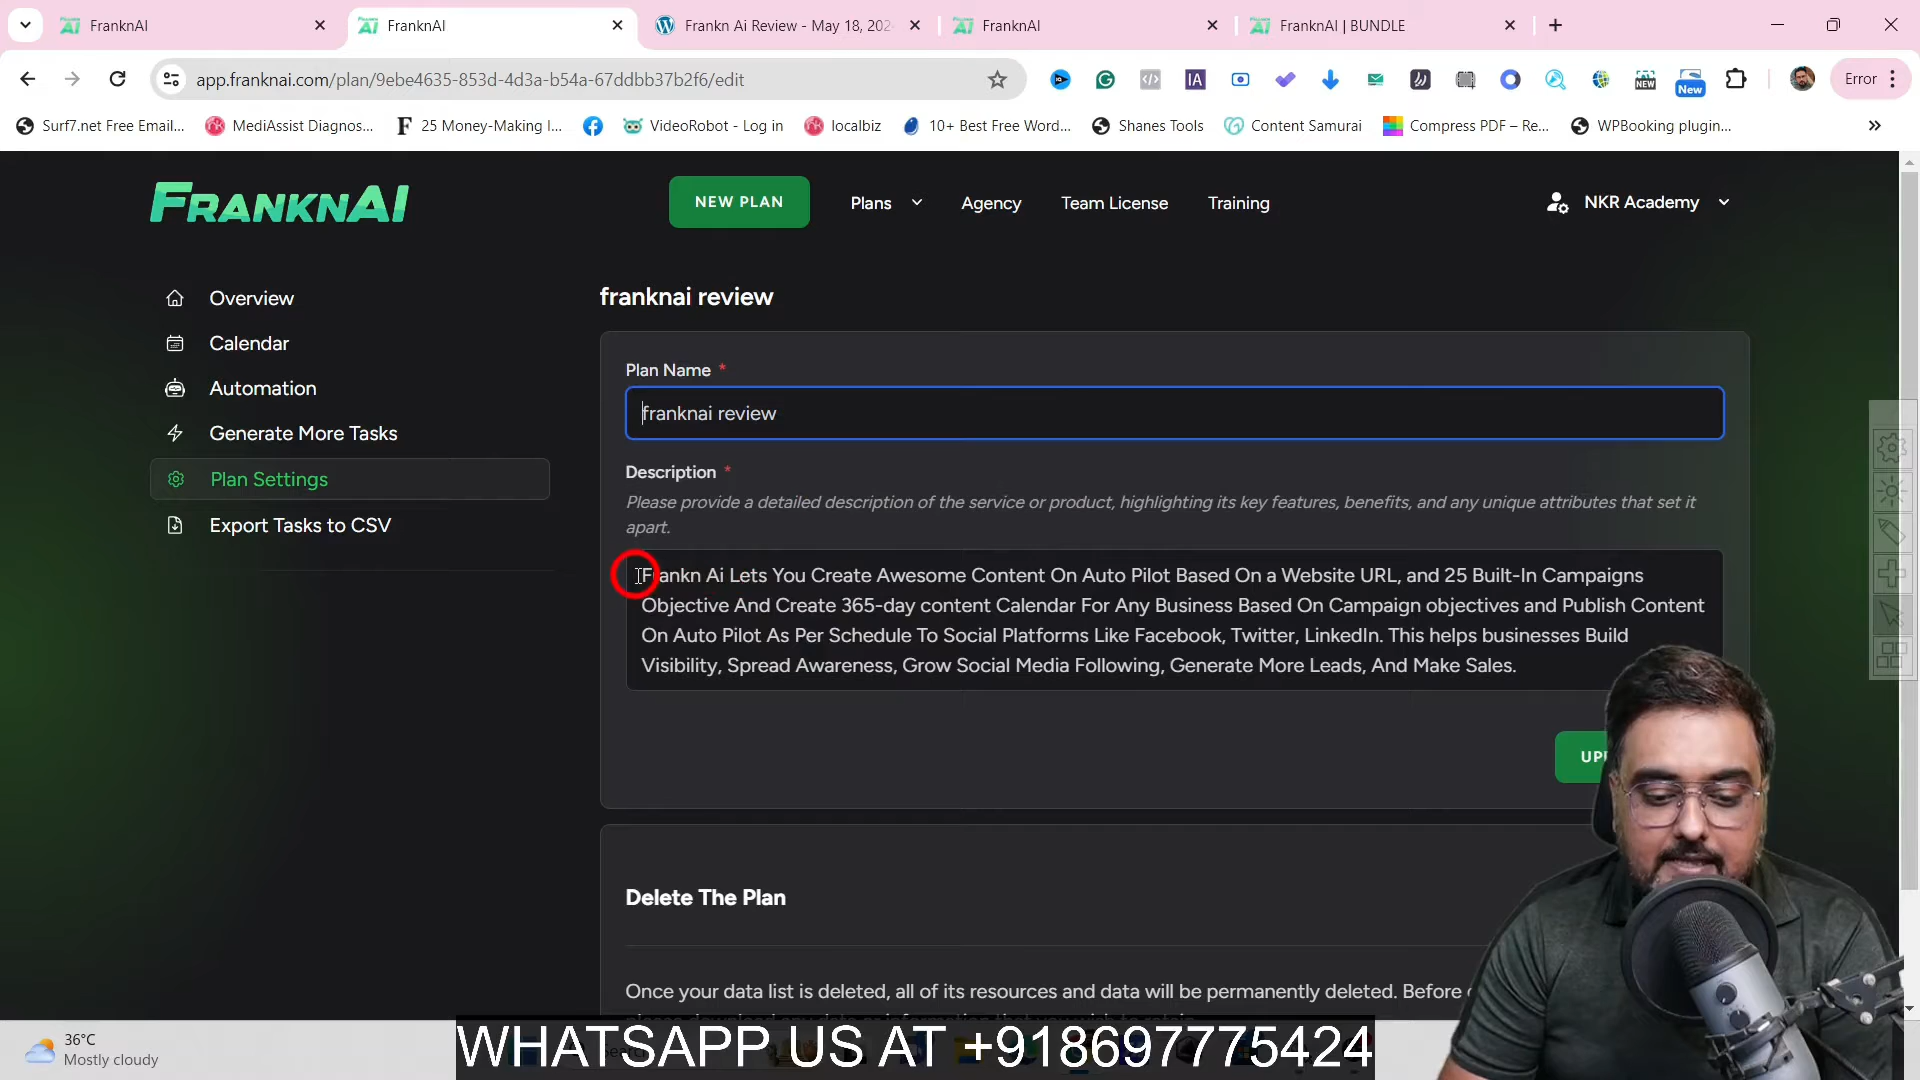 FranknAI
FranknAI
Frankn Ai Review - May 18, 202
FranknAI
FranknAI | BUNDLE
app.franknai.com/plan/9ebe4635-853d-4d3a-b54a-67ddbb37b2f6/edit
IA
NEW
New
Error
Surf7.net Free Email...
MediAssist Diagnos...
25 Money-Making I...
VideoRobot - Log in
localbiz
10+ Best Free Word...
Shanes Tools
Content Samurai
Compress PDF – Re...
WPBooking plugin...
FRANKNAI
NEW PLAN
Plans
Agency
Team License
Training
NKR Academy
Overview
Calendar
Automation
Generate More Tasks
Plan Settings
Export Tasks to CSV
franknai review
Plan Name *
franknai review
Description *
Please provide a detailed description of the service or product, highlighting its key features, benefits, and any unique attributes that set it
apart.
Frankn Ai Lets You Create Awesome Content On Auto Pilot Based On a Website URL, and 25 Built-In Campaigns
Objective And Create 365-day content Calendar For Any Business Based On Campaign objectives and Publish Content
On Auto Pilot As Per Schedule To Social Platforms Like Facebook, Twitter, LinkedIn. This helps businesses Build
Visibility, Spread Awareness, Grow Social Media Following, Generate More Leads, And Make Sales.
UP
Delete The Plan
Once your data list is deleted, all of its resources and data will be permanently deleted. Before
36°C
Mostly cloudy
WHATSAPP US AT +918697775424